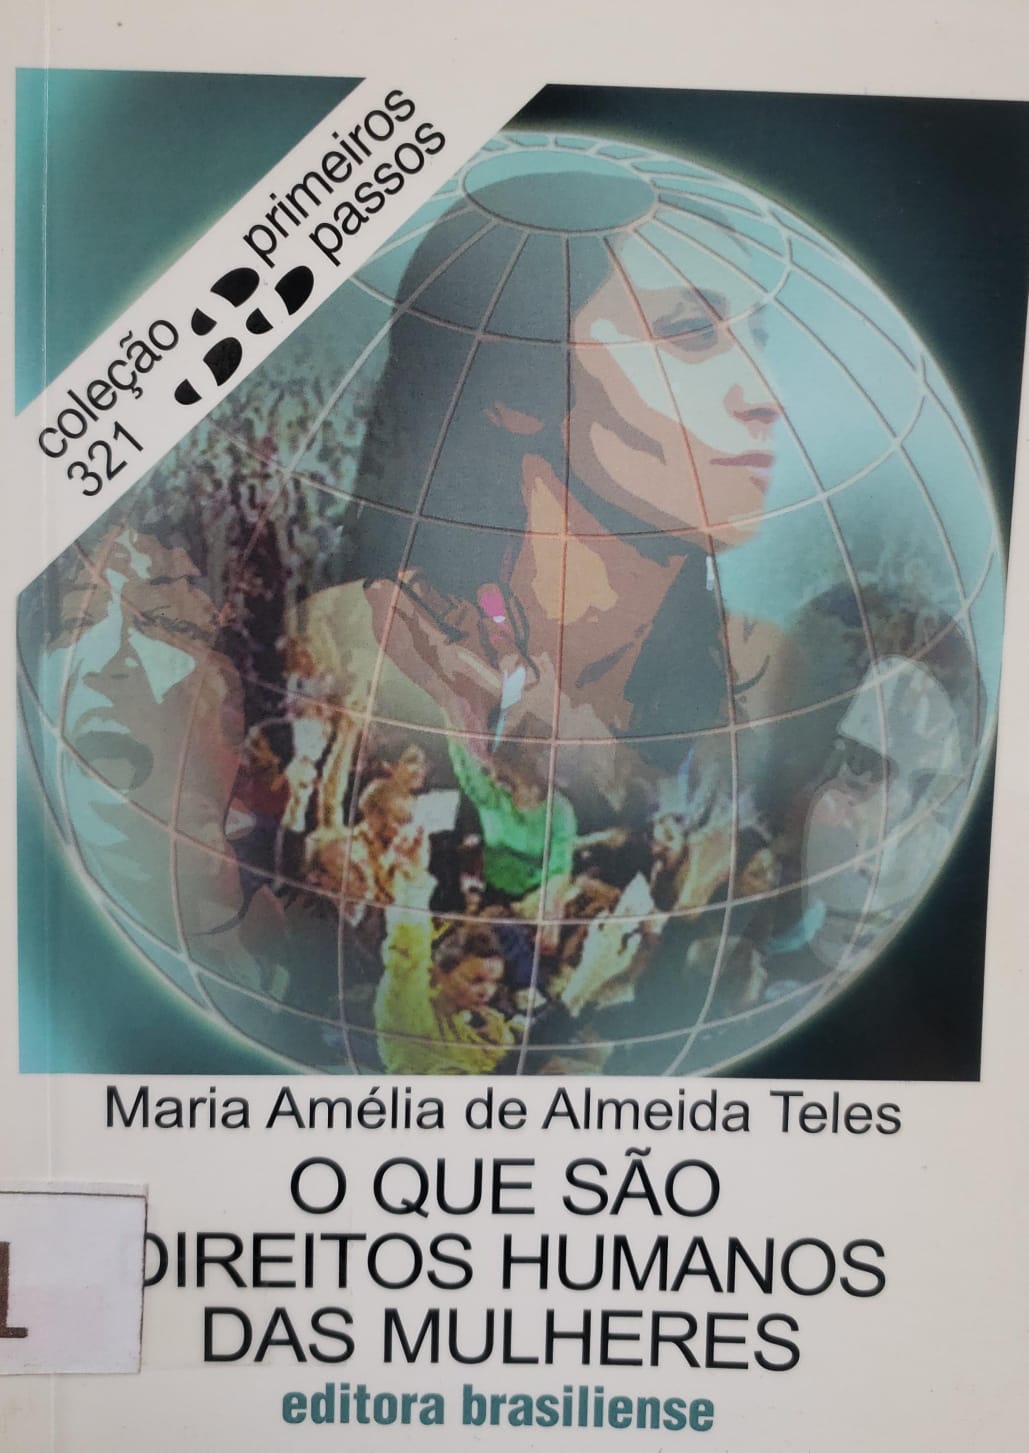 coleção primeiros
321 passos
Maria Amélia de Almeida Teles
O QUE SÃO
DIREITOS HUMANOS
DAS MULHERES
editora brasiliense